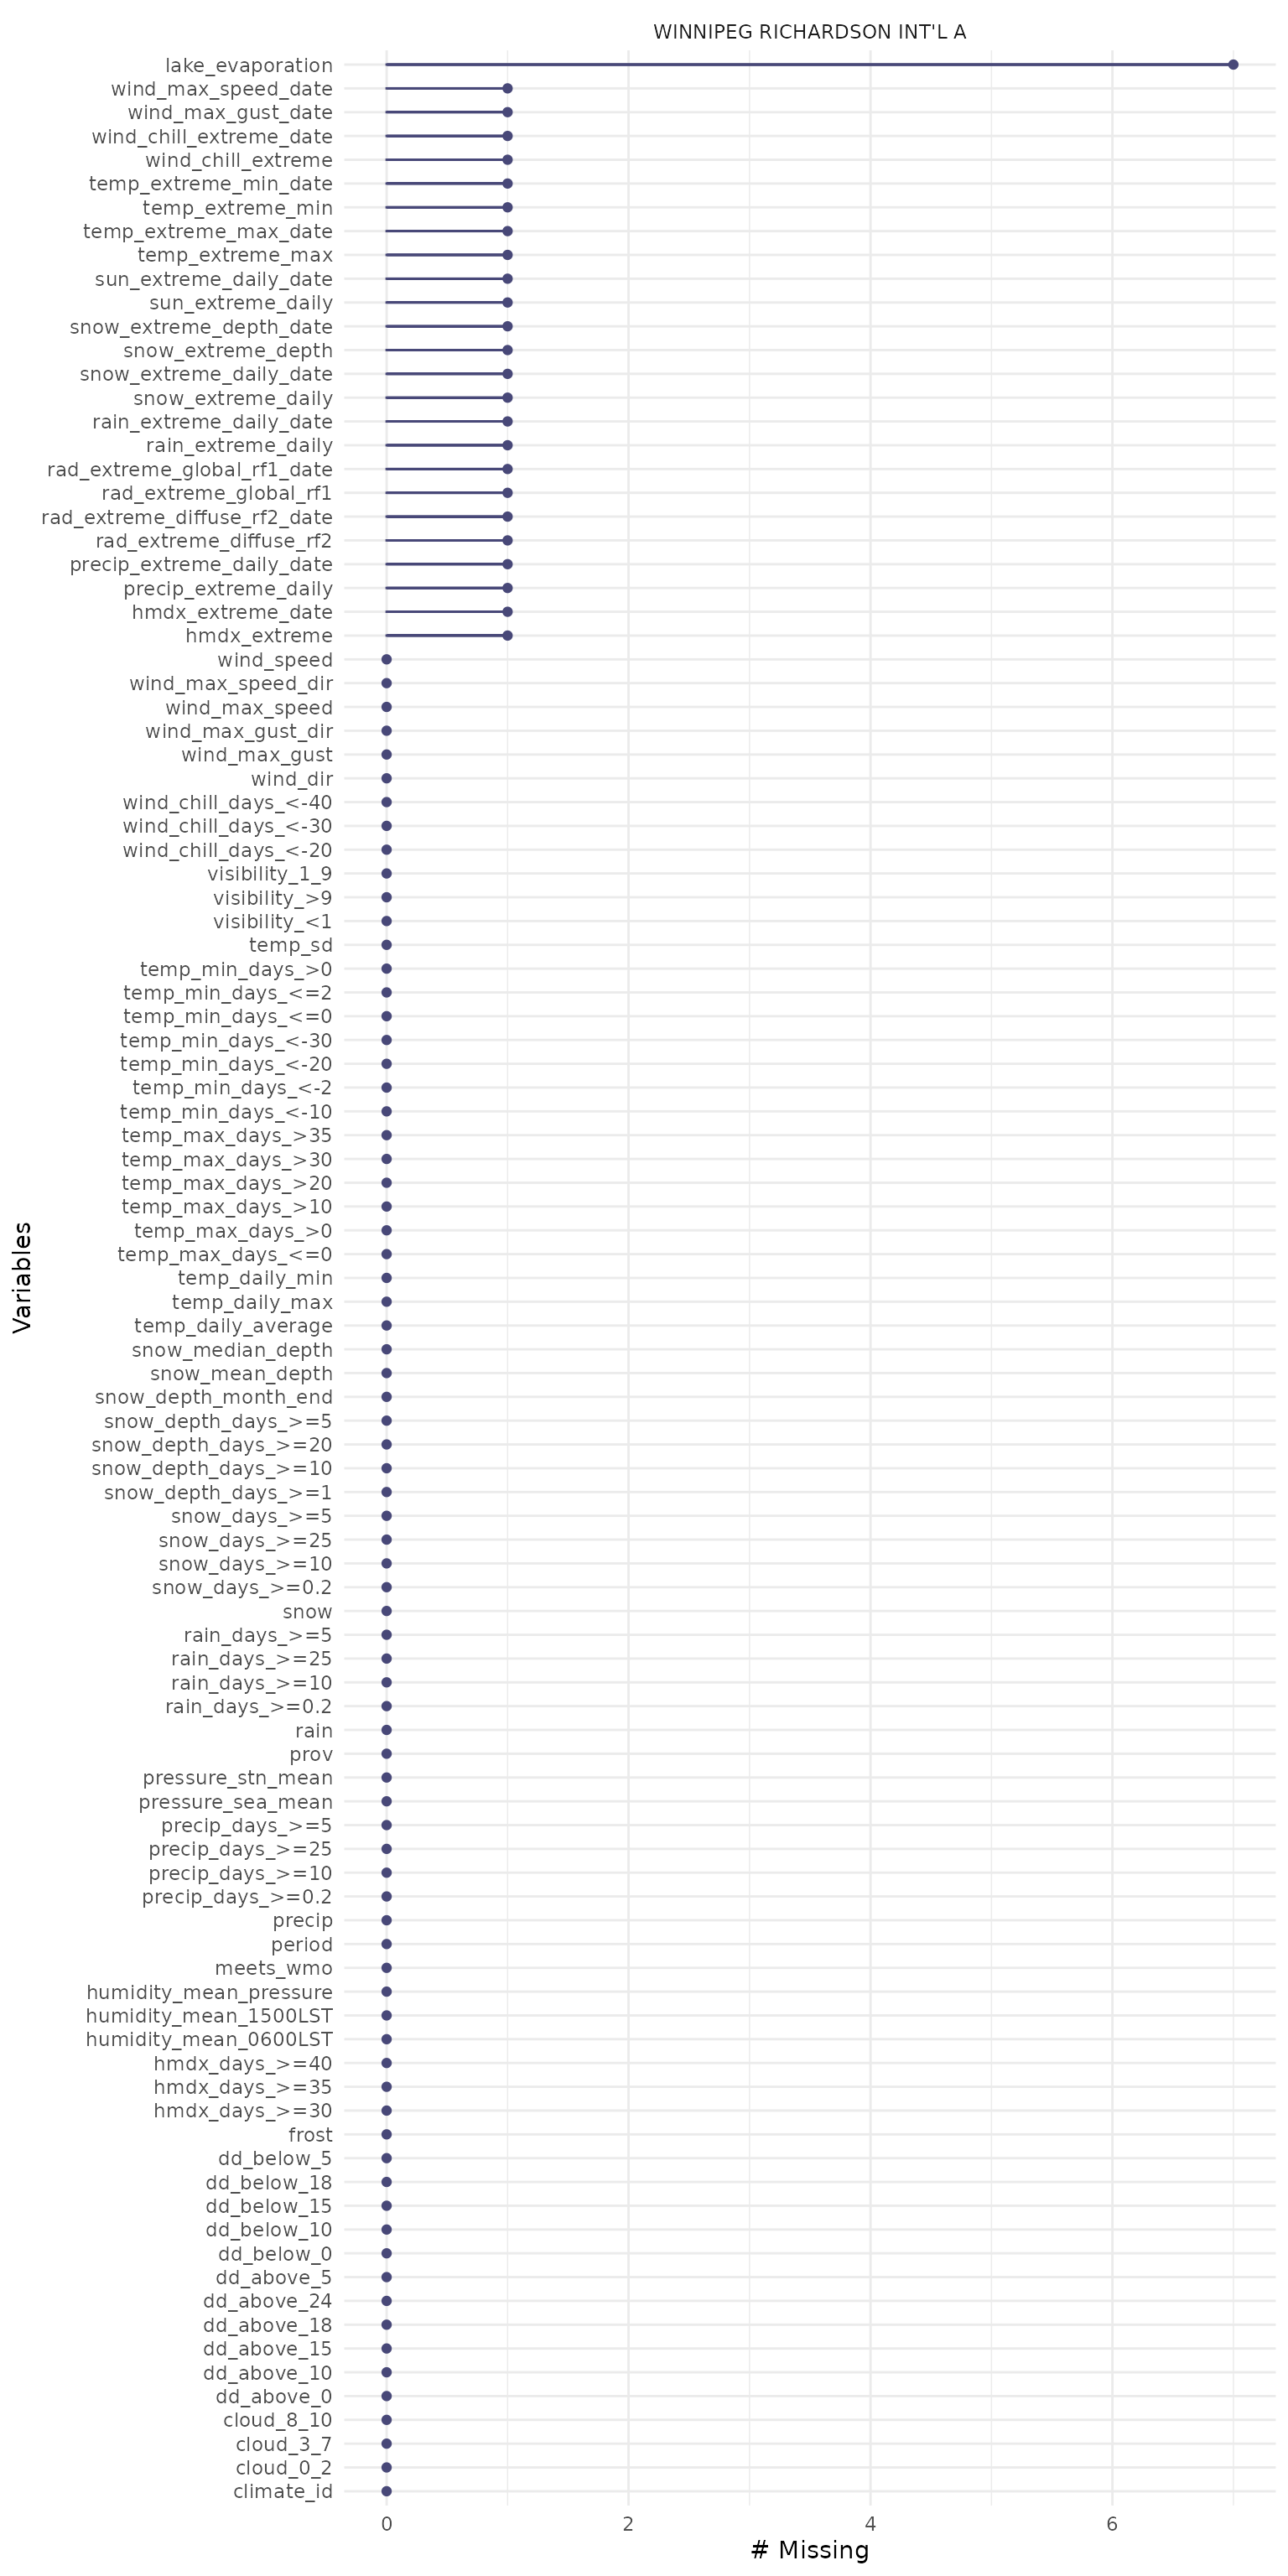 WINNIPEG RICHARDSON INT'L A
lake_evaporation
wind_max_speed_date
wind_max_gust_date
wind_chill_extreme_date
wind_chill_extreme
temp_extreme_min_date
temp_extreme_min
temp_extreme_max_date
temp_extreme_max
sun_extreme_daily_date
sun_extreme_daily
snow_extreme_depth_date
snow_extreme_depth
snow_extreme_daily_date
snow_extreme_daily
rain_extreme_daily_date
rain_extreme_daily
rad_extreme_global_rf1_date
rad_extreme_global_rf1
rad_extreme_diffuse_rf2_date
rad_extreme_diffuse_rf2
precip_extreme_daily_date
precip_extreme_daily
hmdx_extreme_date
hmdx_extreme
wind_speed
wind_max_speed_dir
wind_max_speed
wind_max_gust_dir
wind_max_gust
wind_dir
wind_chill_days_<-40
wind_chill_days_<-30
wind_chill_days_<-20
visibility_1_9
visibility_>9
visibility_<1
temp_sd
temp_min_days_>0
temp_min_days_<=2
temp_min_days_<=0
temp_min_days_<-30
temp_min_days_<-20
temp_min_days_<-2
temp_min_days_<-10
temp_max_days_>35
temp_max_days_>30
temp_max_days_>20
temp_max_days_>10
temp_max_days_>0
temp_max_days_<=0
temp_daily_min
temp_daily_max
temp_daily_average
snow_median_depth
snow_mean_depth
snow_depth_month_end
snow_depth_days_>=5
snow_depth_days_>=20
snow_depth_days_>=10
snow_depth_days_>=1
snow_days_>=5
snow_days_>=25
snow_days_>=10
snow_days_>=0.2
snow
rain_days_>=5
rain_days_>=25
rain_days_>=10
rain_days_>=0.2
rain
prov
pressure_stn_mean
pressure_sea_mean
precip_days_>=5
precip_days_>=25
precip_days_>=10
precip_days_>=0.2
precip
period
meets_wmo
humidity_mean_pressure
humidity_mean_1500LST
humidity_mean_0600LST
hmdx_days_>=40
hmdx_days_>=35
hmdx_days_>=30
frost
dd_below_5
dd_below_18
dd_below_15
dd_below_10
dd_below_0
dd_above_5
dd_above_24
dd_above_18
dd_above_15
dd_above_10
dd_above_0
cloud_8_10
cloud_3_7
cloud_0_2
climate_id
Variables
0 2 4 6
# Missing